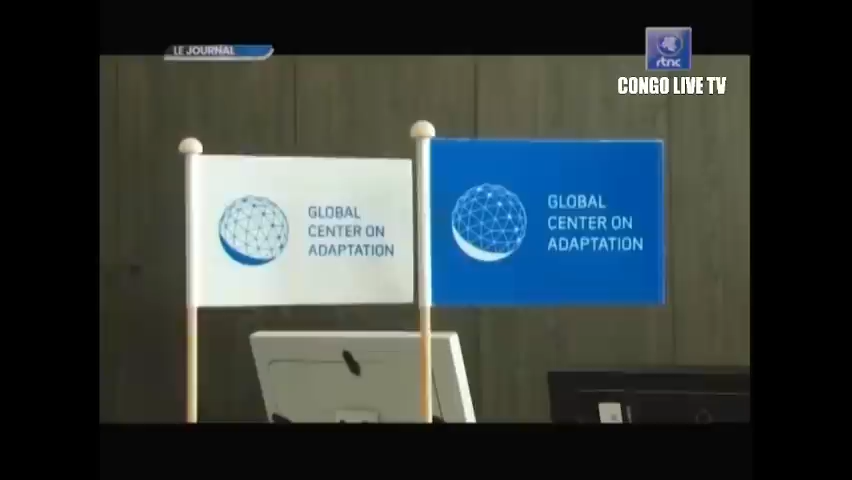 LE JOURNAL
rtnc
CONGO LIVE TV
GLOBAL
CENTER ON
ADAPTATION
GLOBAL
CENTER ON
ADAPTATION